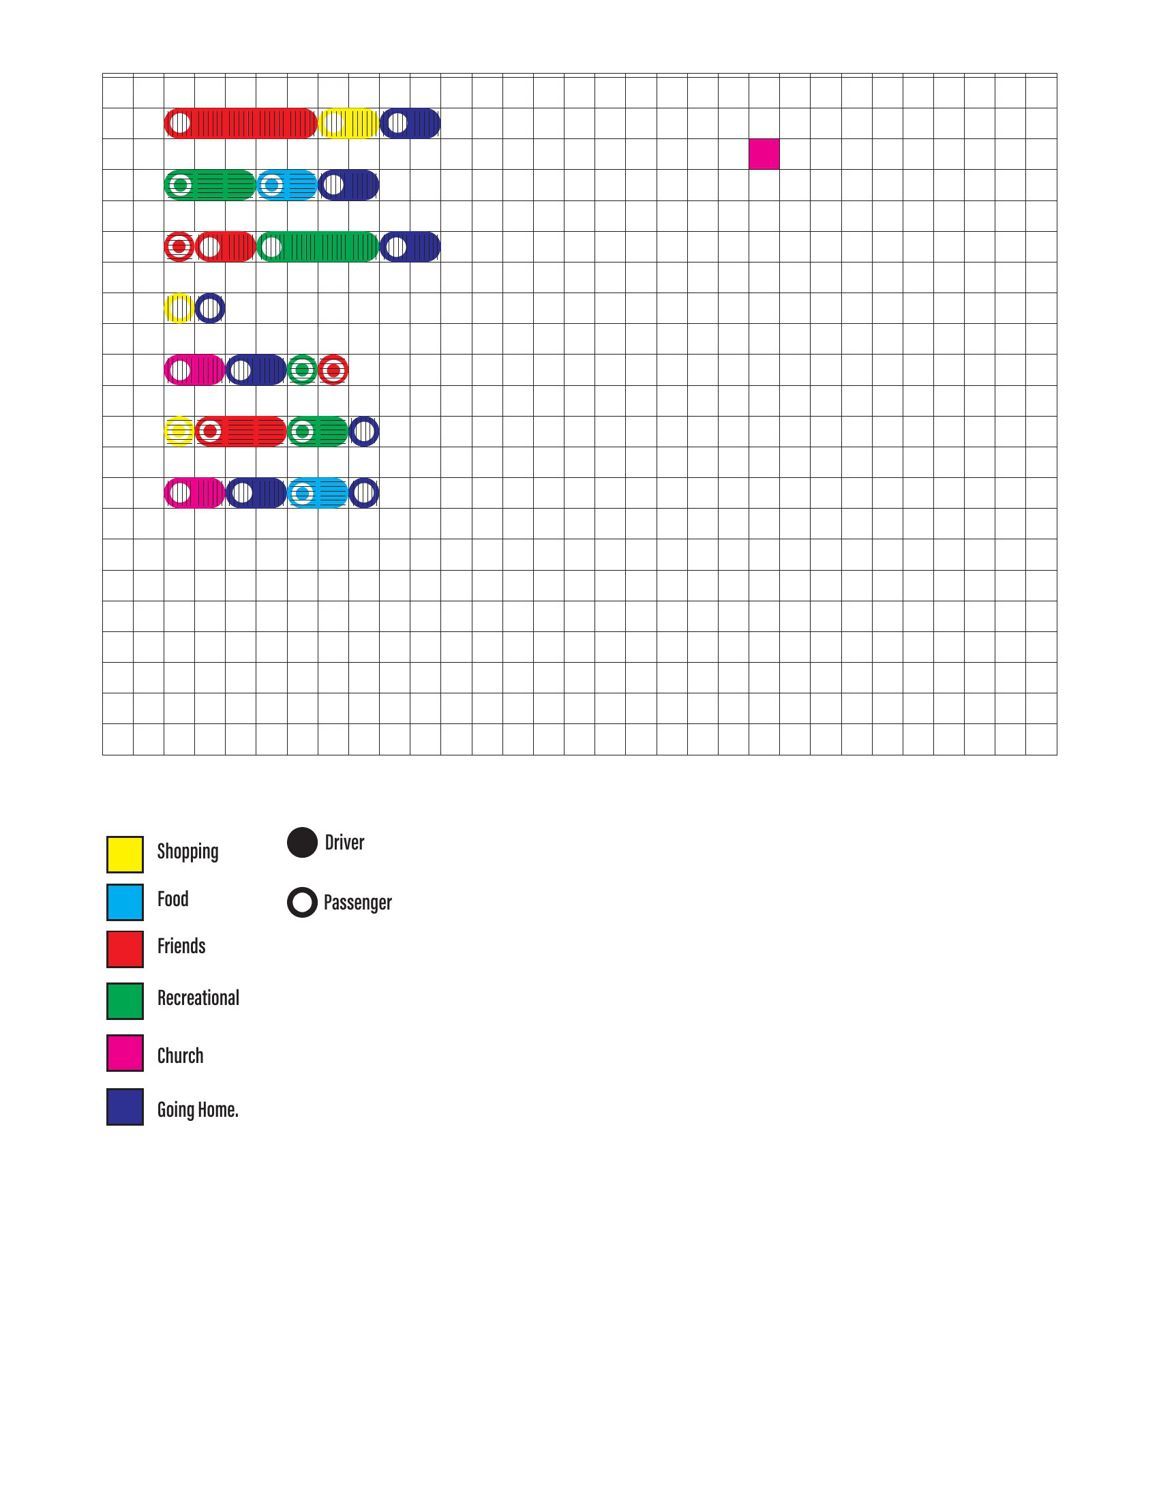 Shopping
Food
Friends
Recreational
Church
Going Home.
Driver
Passenger